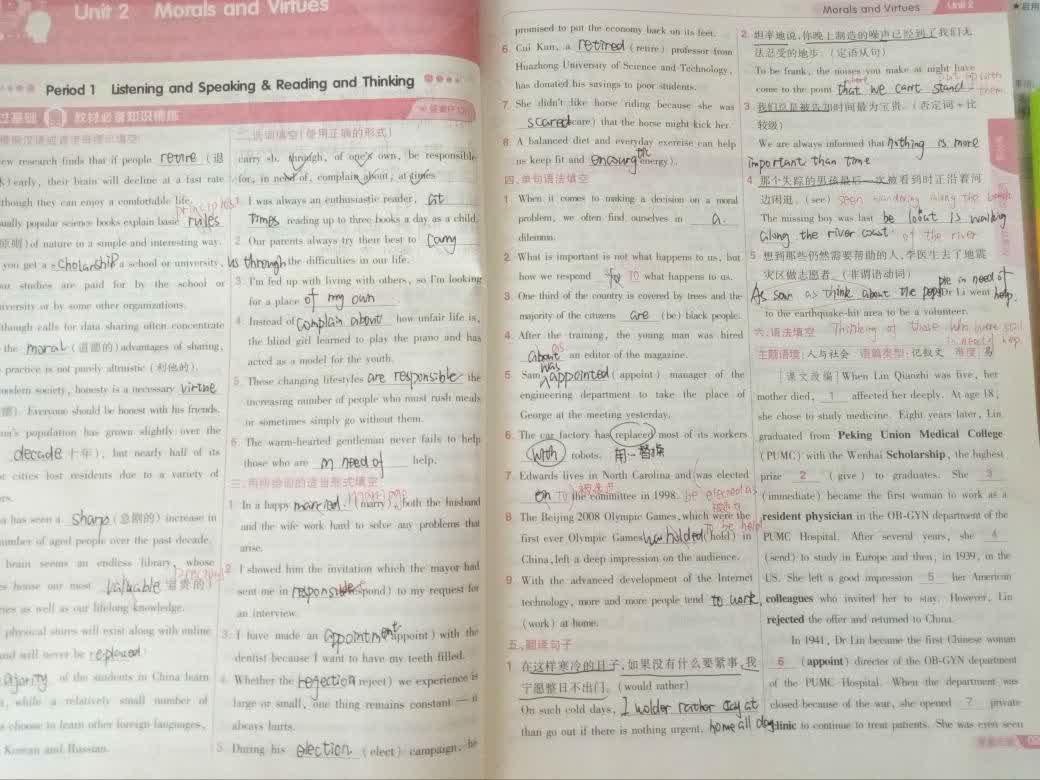 Unit 2 Morals and Virtues
Period 1 Listening and Speaking & Reading and Thinking
过基础 教材必备知识精练
ew research finds that if people retire (退
) early, their brain will decline at a fast rate
though they can enjoy a comfortable life.
principles
ually popular science books explain basic rules
原则) of nature in a simple and interesting way.
you get a scholarship a school or university,
ur studies are paid for by the school or
iversity or by some other organizations.
though calls for data sharing often concentrate
the moral (道德的) advantages of sharing,
practice is not purely altruistic (利他的).
modern society, honesty is a necessary virtue
德). Everyone should be honest with his friends.
na's population has grown slightly over the
decade (十年), but nearly half of its
cities lost residents due to a variety of
ors.
a has seen a sharp (急剧的) increase in
number of aged people over the past decade.
brain seems an endless library, whose
precious
es house our most valuable 宝贵的)
ries as well as our lifelong knowledge.
physical stores will exist along with online
and will never be replaced
ajority of the students in China learn
, while a relatively small number of
s choose to learn other foreign languages,
Korean and Russian.
二、选词填空(使用正确的形式)
carry sb. through, of one's own, be responsible
for, in need of, complain about, at times
1 I was always an enthusiastic reader, at
times reading up to three books a day as a child.
2 Our parents always try their best to carry
us through the difficulties in our life.
3 I'm fed up with living with others, so I'm looking
for a place of my own
4 Instead of complain about how unfair life is,
the blind girl learned to play the piano and has
acted as a model for the youth.
5 These changing lifestyles are responsible the
increasing number of people who must rush meals
or sometimes simply go without them.
6 The warm-hearted gentleman never fails to help
those who are in need of help.
三、用所给词的适当形式填空
1 In a happy married (marry), both the husband
and the wife work hard to solve any problems that
arise.
2 I showed him the invitation which the mayor had
sent me in response spond) to my request for
an interview.
3 I have made an appointment appoint) with the
dentist because I want to have my teeth filled.
4 Whether the rejection reject) we experience is
large or small, one thing remains constant — it
always hurts.
5 During his election (elect) campaign, he
Morals and Virtues Unit 2
promised to put the economy back on its feet.
6 Cui Kun, a retired (retire) professor from
Huazhong University of Science and Technology,
has donated his savings to poor students.
7 She didn't like horse riding because she was
scared care) that the horse might kick her.
8 A balanced diet and everyday exercise can help
us keep fit and energy).
四、单句语法填空
1 When it comes to making a decision on a moral
problem, we often find ourselves in a
dilemma.
2 What is important is not what happens to us, but
how we respond to what happens to us.
3 One third of the country is covered by trees and the
majority of the citizens are (be) black people.
4 After the training, the young man was hired
as
about an editor of the magazine.
was
5 Sam appointed (appoint) manager of the
engineering department to take the place of
George at the meeting yesterday.
6 The car factory has replaced most of its workers
with robots. 用…替换
7 Edwards lives in North Carolina and was elected
on to the committee in 1998. be elected as
8 The Beijing 2008 Olympic Games, which were the
first ever Olympic Games was holded (hold) in
China, left a deep impression on the audience.
9 With the advanced development of the Internet
technology, more and more people tend to work
(work) at home.
五、翻译句子
1 在这样寒冷的日子,如果没有什么要紧事,我
宁愿整日不出门。(would rather)
On such cold days, I rather at
home all day
than go out if there is nothing urgent.
2 坦率地说,你晚上制造的噪声已经到了我们无
法忍受的地步。(定语从句)
To be frank, the noises you make at night have
where put up with
come to the point that we can't stand them.
3 我们总是被告知时间最为宝贵。(表语词+比
较级)
We are always informed that nothing is more
important than time
4 那个失踪的男孩最后一次被看到时正沿着河
边闲逛。(see) seen wandering along the
The missing boy was last be is walking
along the river of the river
5 想到那些仍然需要帮助的人,李医生去了地震
灾区做志愿者。(非谓语动词)
As soon as think about the people in need of
help, Dr Li went
to the earthquake-hit area to be a volunteer.
六、语法填空 Thinking of those who were still
in need of help
主题语境:人与社会 语篇类型:记叙文 难度:易
[课文改编] When Lin Qiaozhi was five, her
mother died, 1 affected her deeply. At age 18,
she chose to study medicine. Eight years later, Lin
graduated from Peking Union Medical College
(PUMC) with the Wenhai Scholarship, the highest
prize 2 (give) to graduates. She 3
(immediate) became the first woman to work as a
resident physician in the OB-GYN department of the
PUMC Hospital. After several years, she 4
(send) to study in Europe and then, in 1939, in the
US. She left a good impression 5 her American
colleagues who invited her to stay. However, Lin
rejected the offer and returned to China.
In 1941, Dr Lin became the first Chinese woman
6 (appoint) director of the OB-GYN department
of the PUMC Hospital. When the department was
closed because of the war, she opened 7 private
clinic to continue to treat patients. She was even seen